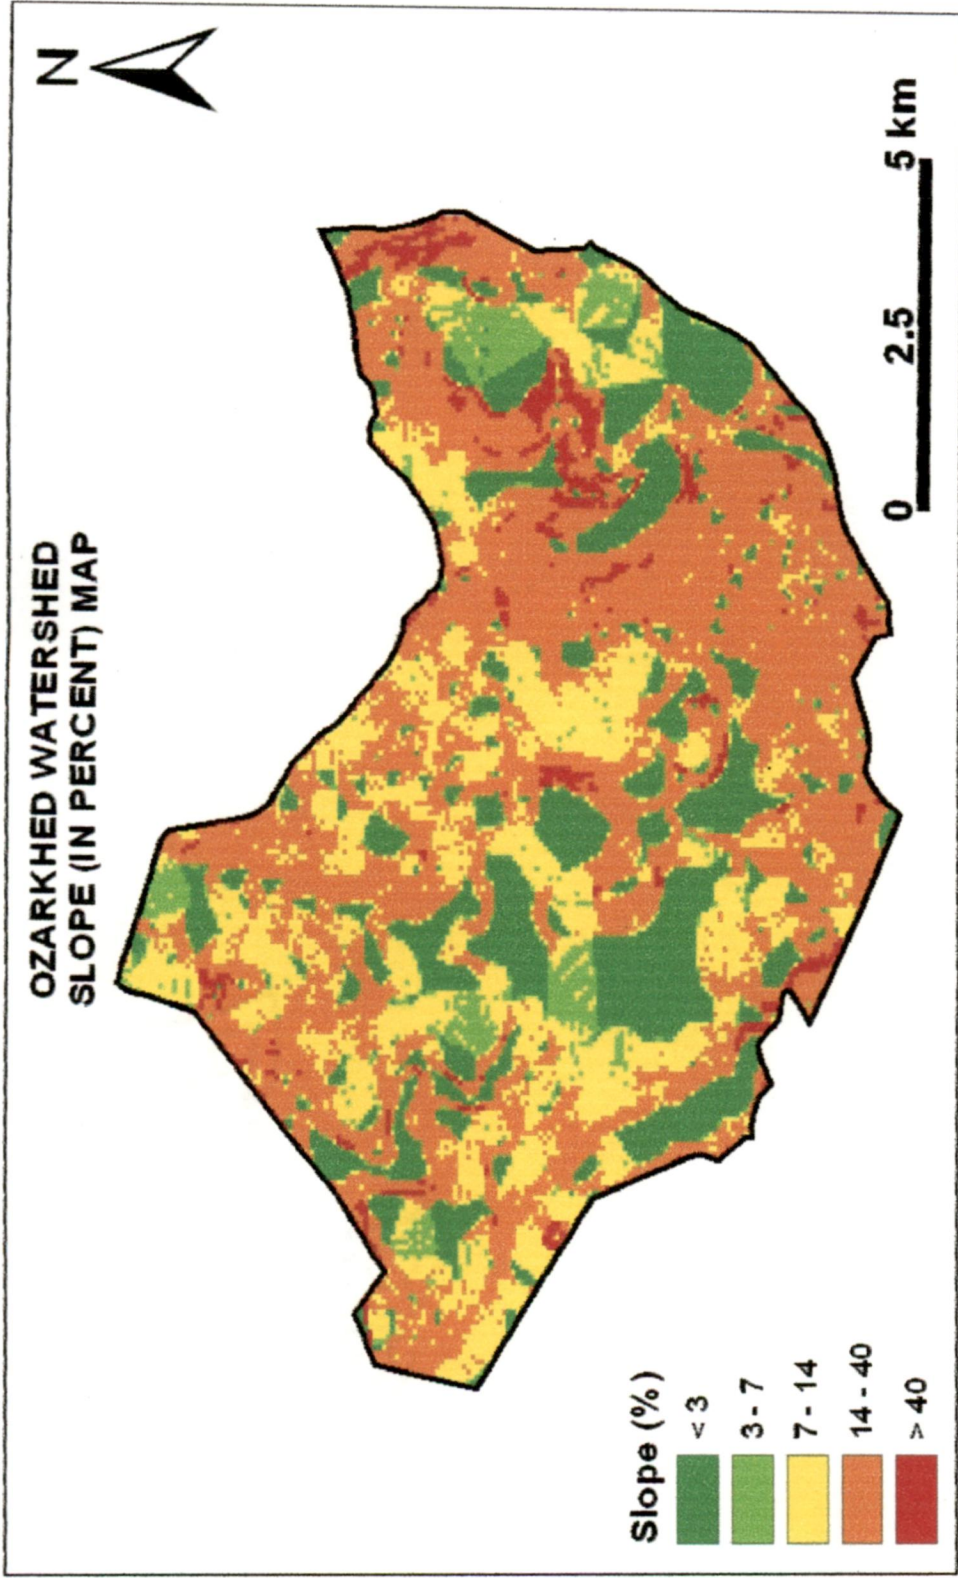 OZARKHED WATERSHED
SLOPE (IN PERCENT) MAP
N
Slope (%)
< 3
3 - 7
7 - 14
14 - 40
> 40
0 2.5 5 km